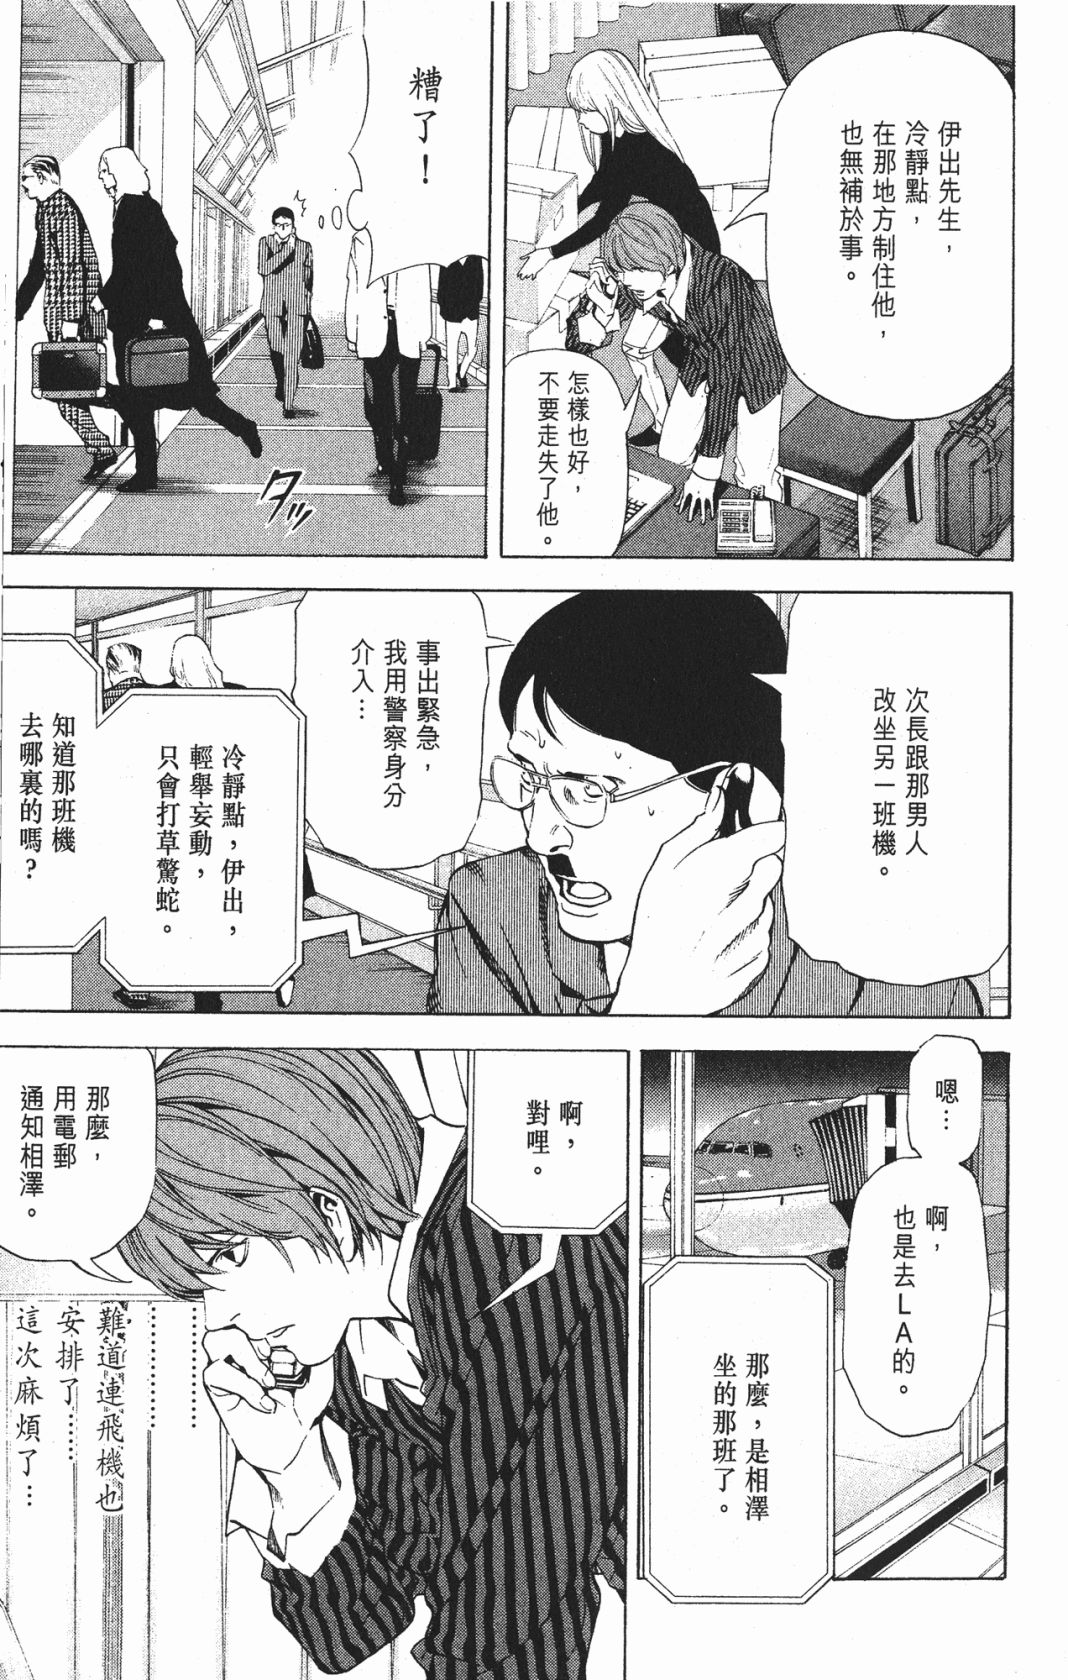 伊出先生，
冷靜點，
在那地方制住他，
也無補於事。
怎樣也好，
不要走失了他。
糟了！
タッ
次長跟那男人
改坐另一班機。
事出緊急，
我用警察身分
介入…
冷靜點，伊出，
輕舉妄動，
只會打草驚蛇。
知道那班機
去哪裏的嗎？
嗯…
啊，
也是去LA的。
那麼，是相澤
坐的那班了。
啊，
對哩。
那麼，
用電郵
通知相澤。
………………
………………
難道連飛機也
安排了……
這次麻煩了…